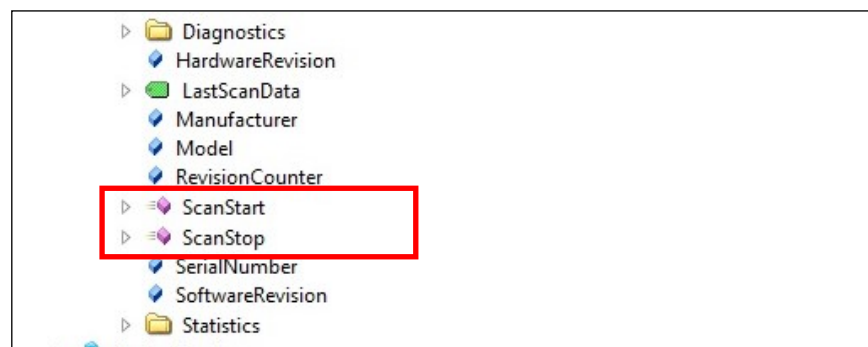 Diagnostics
HardwareRevision
LastScanData
Manufacturer
Model
RevisionCounter
ScanStart
ScanStop
SerialNumber
SoftwareRevision
Statistics